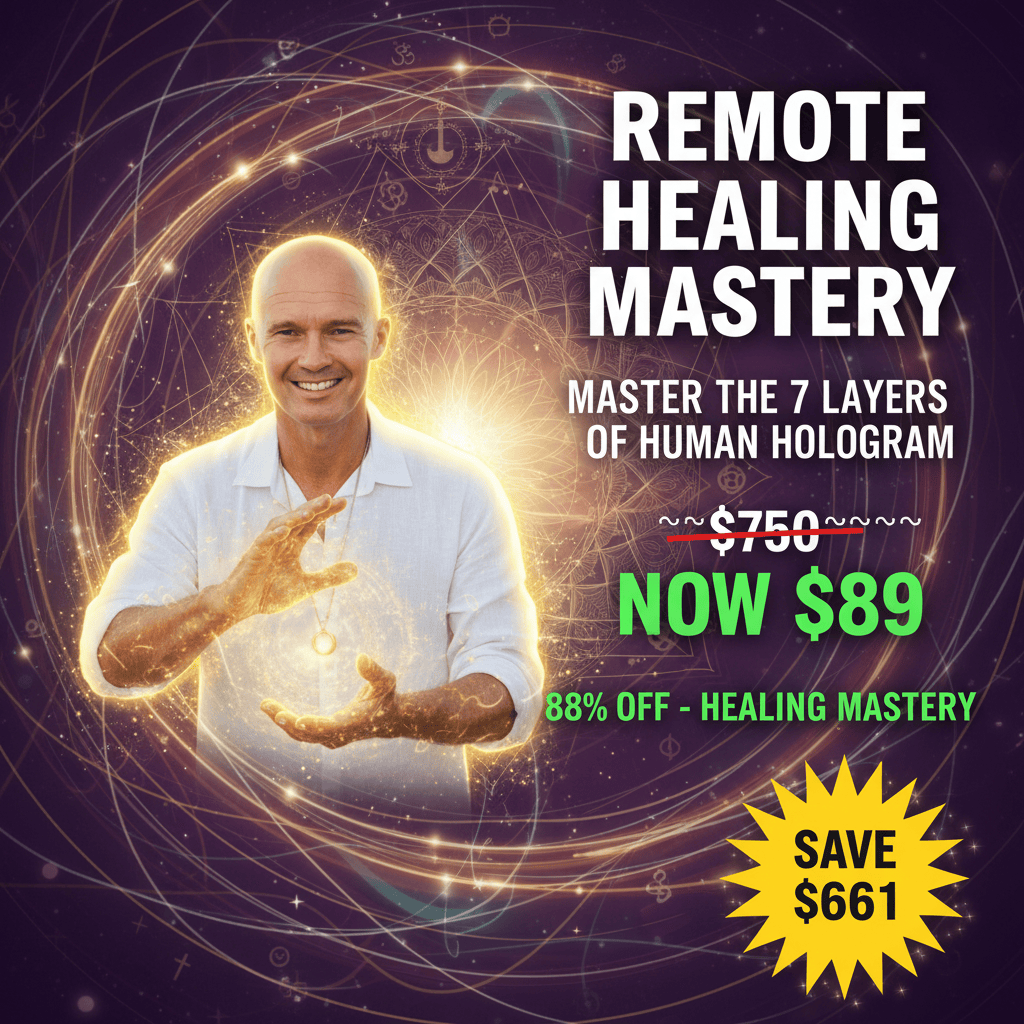 REMOTE
HEALING
MASTERY
MASTER THE 7 LAYERS
OF HUMAN HOLOGRAM
~~$750~~~~
NOW $89
88% OFF - HEALING MASTERY
SAVE
$661